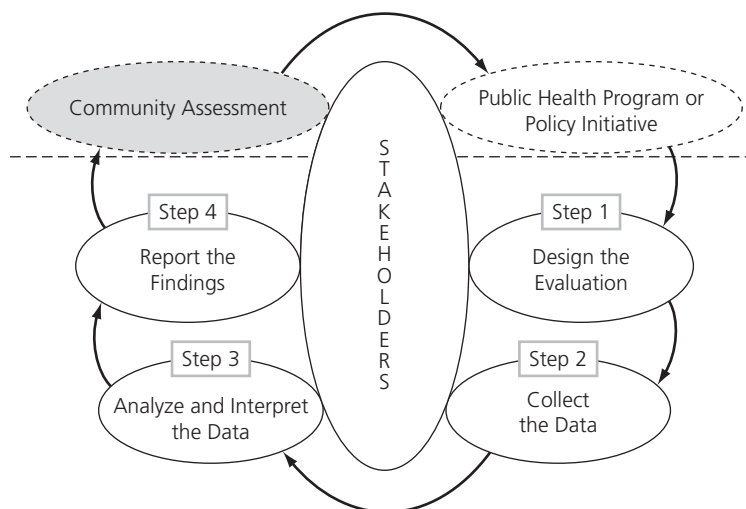 Community Assessment
Public Health Program or
Policy Initiative
STAKEHOLDERS
Step 4
Report the
Findings
Step 1
Design the
Evaluation
Step 3
Analyze and Interpret
the Data
Step 2
Collect
the Data